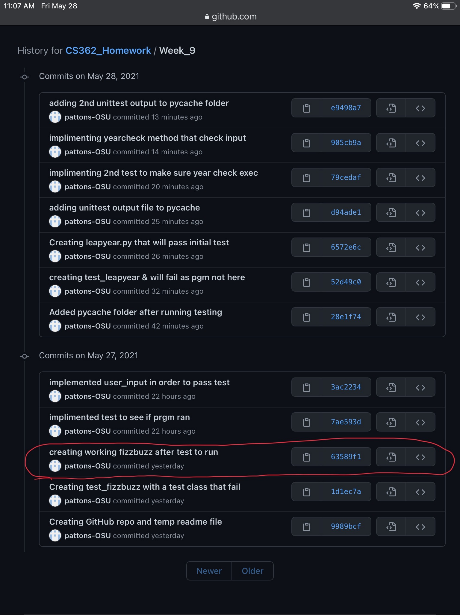 11:07 AM Fri May 28
64%
github.com
History for CS362_Homework / Week_9
Commits on May 28, 2021
adding 2nd unittest output to pycache folder
pattons-OSU committed 13 minutes ago
e9498a7
implimenting yearcheck method that check input
pattons-OSU committed 14 minutes ago
905cb9a
implimenting 2nd test to make sure year check exec
pattons-OSU committed 20 minutes ago
79cedaf
adding unittest output file to pycache
pattons-OSU committed 25 minutes ago
d94ade1
Creating leapyear.py that will pass initial test
pattons-OSU committed 26 minutes ago
6572e6c
creating test_leapyear & will fail as pgm not here
pattons-OSU committed 32 minutes ago
52d49c0
Added pycache folder after running testing
pattons-OSU committed 42 minutes ago
28e1f74
Commits on May 27, 2021
implemented user_input in order to pass test
pattons-OSU committed 22 hours ago
3ac2234
implimented test to see if prgm ran
pattons-OSU committed 22 hours ago
7ae593d
creating working fizzbuzz after test to run
pattons-OSU committed yesterday
63589f1
Creating test_fizzbuzz with a test class that fail
pattons-OSU committed yesterday
1d1ec7a
Creating GitHub repo and temp readme file
pattons-OSU committed yesterday
9989bcf
Newer Older